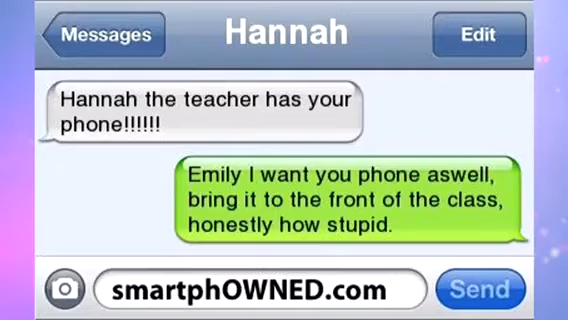 Messages
Hannah
Edit
Hannah the teacher has your
phone!!!!!!
Emily I want you phone aswell,
bring it to the front of the class,
honestly how stupid.
smartphOWNED.com
Send